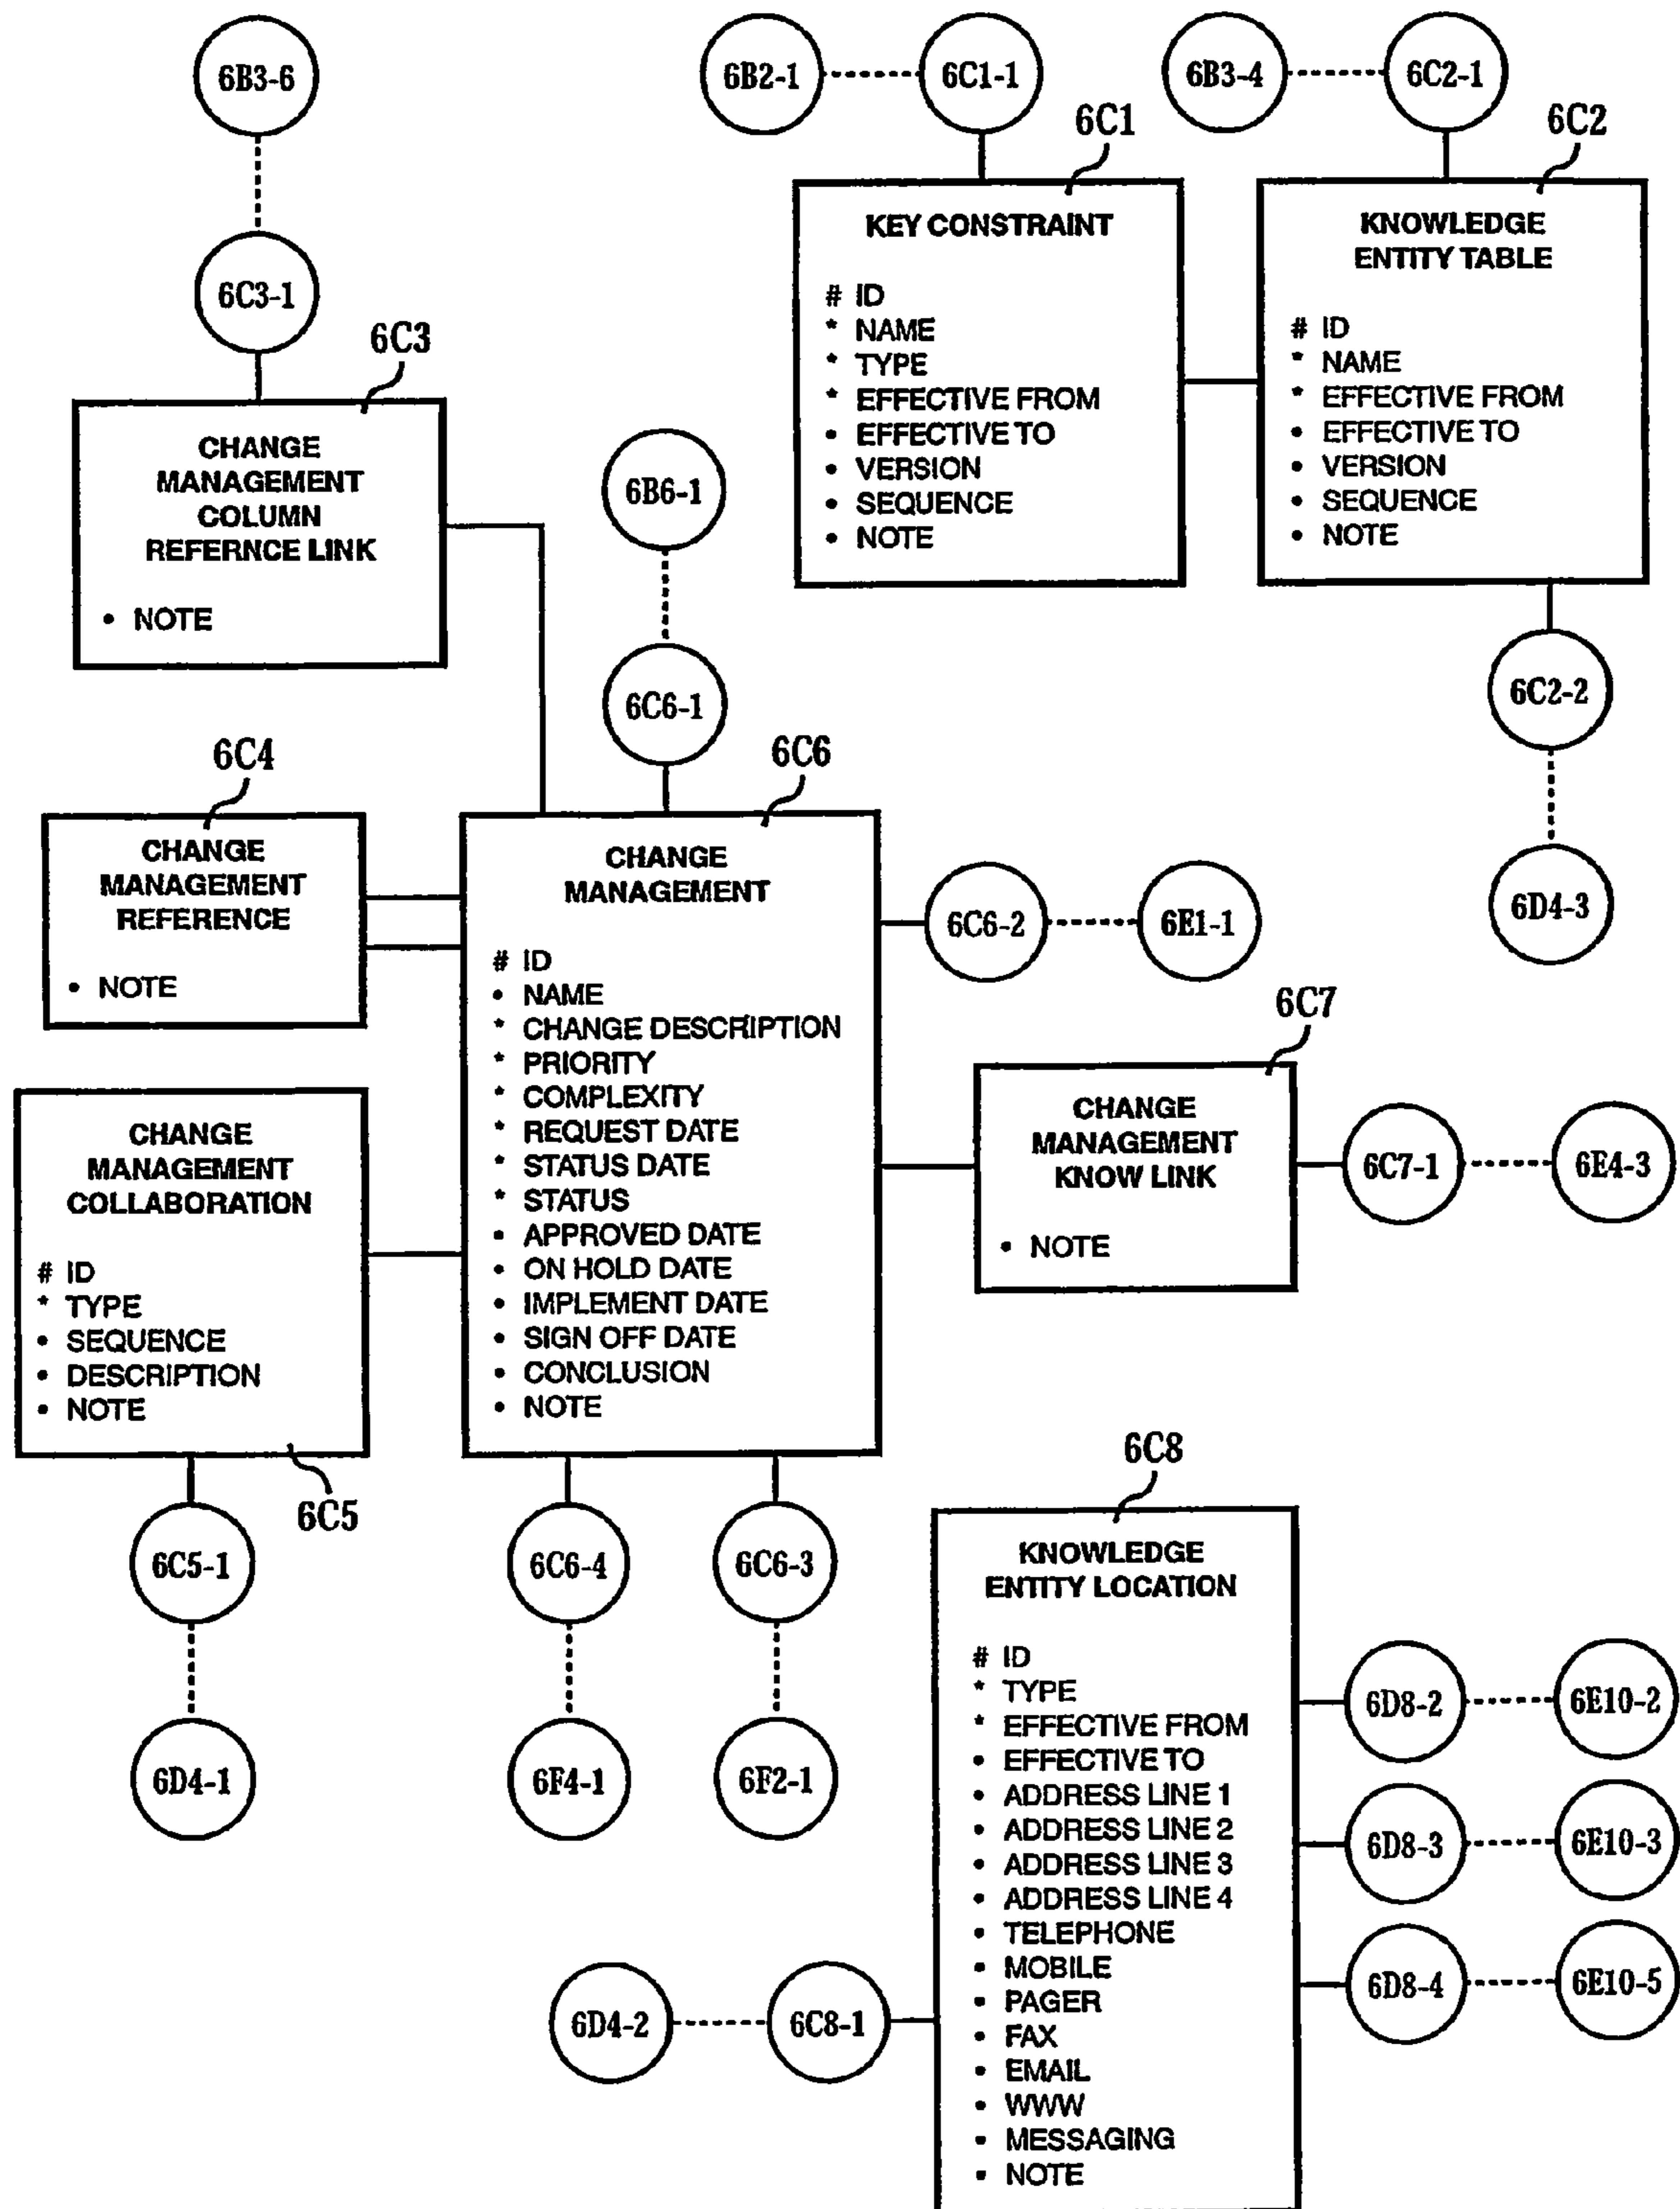 6B3-6
6B2-1
6C1-1
6B3-4
6C2-1
6C1
6C2
KEY CONSTRAINT
# ID
* NAME
* TYPE
* EFFECTIVE FROM
• EFFECTIVE TO
• VERSION
• SEQUENCE
• NOTE
KNOWLEDGE
ENTITY TABLE
# ID
* NAME
* EFFECTIVE FROM
• EFFECTIVE TO
• VERSION
• SEQUENCE
• NOTE
6C3-1
6C3
CHANGE
MANAGEMENT
COLUMN
REFERNCE LINK
• NOTE
6B6-1
6C6-1
6C2-2
6D4-3
6C4
CHANGE
MANAGEMENT
REFERENCE
• NOTE
6C6
CHANGE
MANAGEMENT
# ID
• NAME
* CHANGE DESCRIPTION
* PRIORITY
* COMPLEXITY
* REQUEST DATE
* STATUS DATE
* STATUS
• APPROVED DATE
• ON HOLD DATE
• IMPLEMENT DATE
• SIGN OFF DATE
• CONCLUSION
• NOTE
6C6-2
6E1-1
6C7
CHANGE
MANAGEMENT
KNOW LINK
• NOTE
6C7-1
6E4-3
CHANGE
MANAGEMENT
COLLABORATION
# ID
* TYPE
• SEQUENCE
• DESCRIPTION
• NOTE
6C5
6C5-1
6C6-4
6C6-3
6D4-1
6F4-1
6F2-1
6C8
KNOWLEDGE
ENTITY LOCATION
# ID
* TYPE
* EFFECTIVE FROM
• EFFECTIVE TO
• ADDRESS LINE 1
• ADDRESS LINE 2
• ADDRESS LINE 3
• ADDRESS LINE 4
• TELEPHONE
• MOBILE
• PAGER
• FAX
• EMAIL
• WWW
• MESSAGING
• NOTE
6D8-2
6E10-2
6D8-3
6E10-3
6D8-4
6E10-5
6D4-2
6C8-1